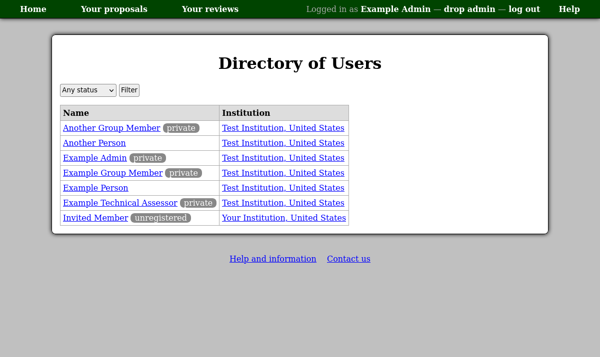 Home Your proposals Your reviews Logged in as Example Admin — drop admin — log out Help
Directory of Users
Any status Filter
Name Institution
Another Group Member private Test Institution, United States
Another Person Test Institution, United States
Example Admin private Test Institution, United States
Example Group Member private Test Institution, United States
Example Person Test Institution, United States
Example Technical Assessor private Test Institution, United States
Invited Member unregistered Your Institution, United States
Help and information Contact us